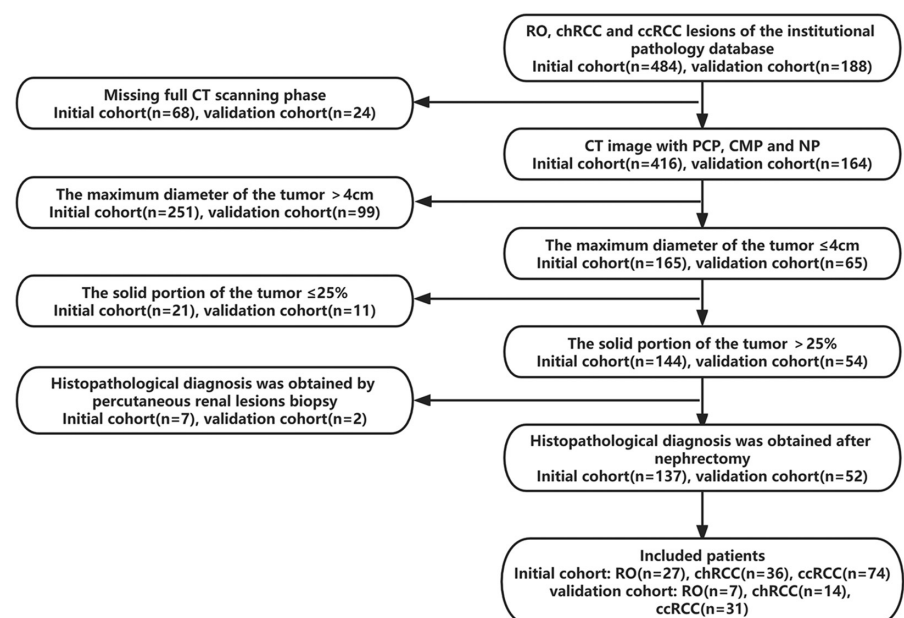 RO, chRCC and ccRCC lesions of the institutional
pathology database
Initial cohort(n=484), validation cohort(n=188)
Missing full CT scanning phase
Initial cohort(n=68), validation cohort(n=24)
CT image with PCP, CMP and NP
Initial cohort(n=416), validation cohort(n=164)
The maximum diameter of the tumor >4cm
Initial cohort(n=251), validation cohort(n=99)
The maximum diameter of the tumor ≤4cm
Initial cohort(n=165), validation cohort(n=65)
The solid portion of the tumor ≤25%
Initial cohort(n=21), validation cohort(n=11)
The solid portion of the tumor >25%
Initial cohort(n=144), validation cohort(n=54)
Histopathological diagnosis was obtained by
percutaneous renal lesions biopsy
Initial cohort(n=7), validation cohort(n=2)
Histopathological diagnosis was obtained after
nephrectomy
Initial cohort(n=137), validation cohort(n=52)
Included patients
Initial cohort: RO(n=27), chRCC(n=36), ccRCC(n=74)
validation cohort: RO(n=7), chRCC(n=14),
ccRCC(n=31)